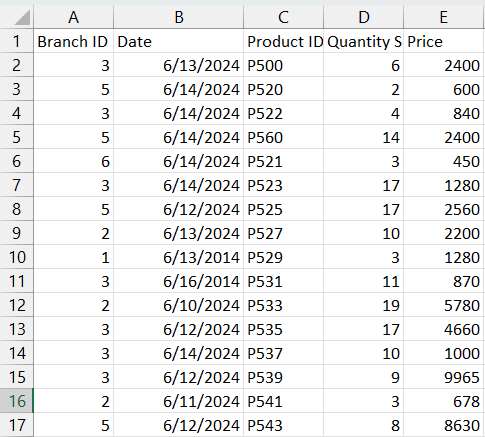 A B C D E
1 Branch ID Date Product ID Quantity S Price
2 3 6/13/2024 P500 6 2400
3 5 6/14/2024 P520 2 600
4 3 6/14/2024 P522 4 840
5 5 6/14/2024 P560 14 2400
6 6 6/14/2024 P521 3 450
7 3 6/14/2024 P523 17 1280
8 5 6/12/2024 P525 17 2560
9 2 6/13/2024 P527 10 2200
10 1 6/13/2014 P529 3 1280
11 3 6/16/2014 P531 11 870
12 2 6/10/2024 P533 19 5780
13 3 6/12/2024 P535 17 4660
14 3 6/14/2024 P537 10 1000
15 3 6/12/2024 P539 9 9965
16 2 6/11/2024 P541 3 678
17 5 6/12/2024 P543 8 8630